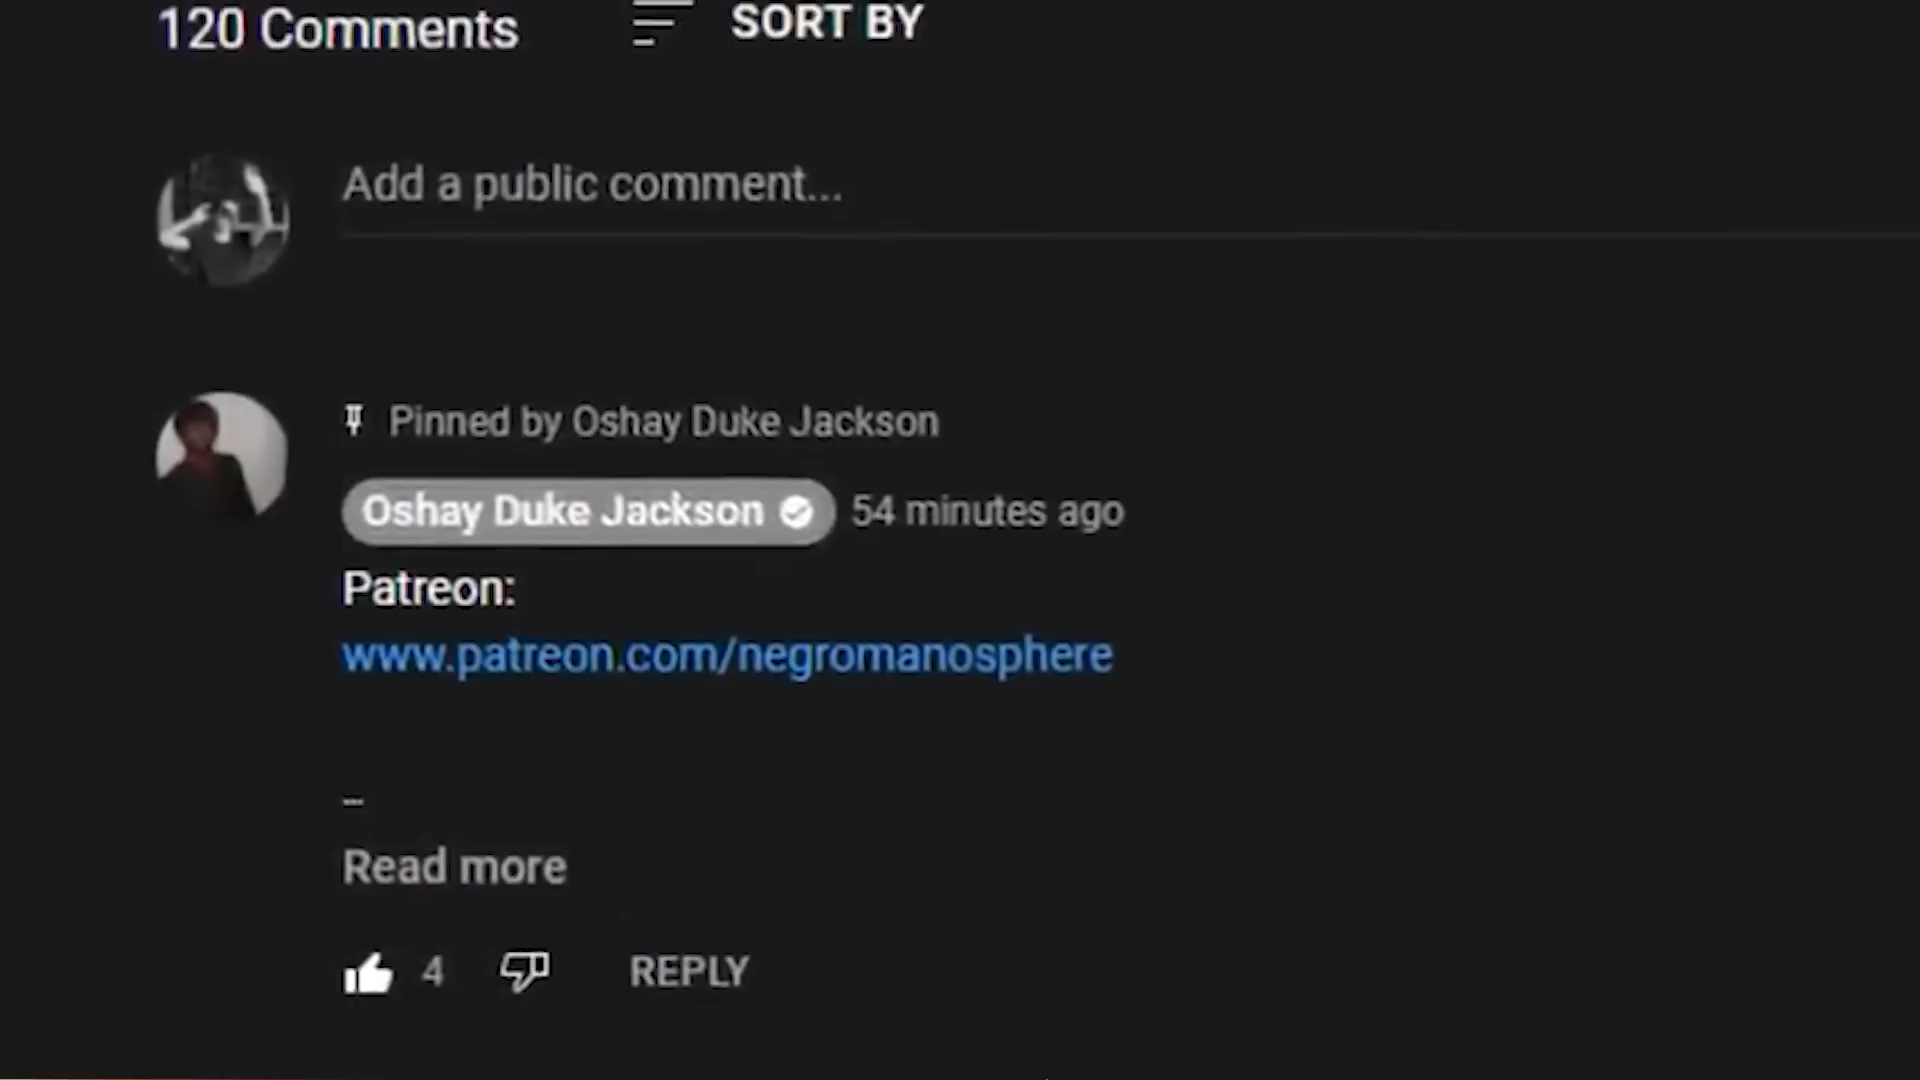 120 Comments SORT BY
Add a public comment...
Pinned by Oshay Duke Jackson
Oshay Duke Jackson 54 minutes ago
Patreon:
www.patreon.com/negromanosphere
Read more
4 REPLY